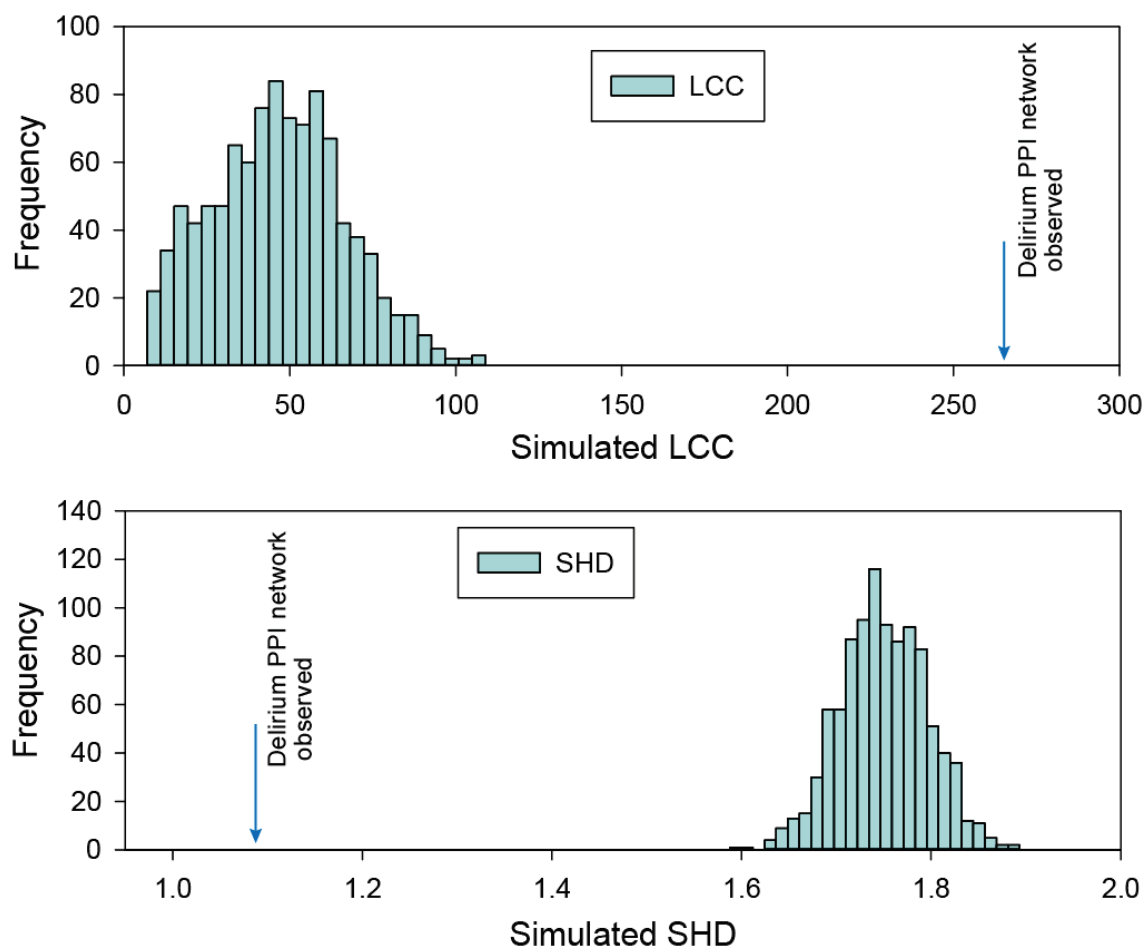 100
80
60
40
20
0
Frequency
LCC
Delirium PPI network
observed
0 50 100 150 200 250 300
Simulated LCC
140
120
100
80
60
40
20
0
Frequency
SHD
Delirium PPI network
observed
1.0 1.2 1.4 1.6 1.8 2.0
Simulated SHD